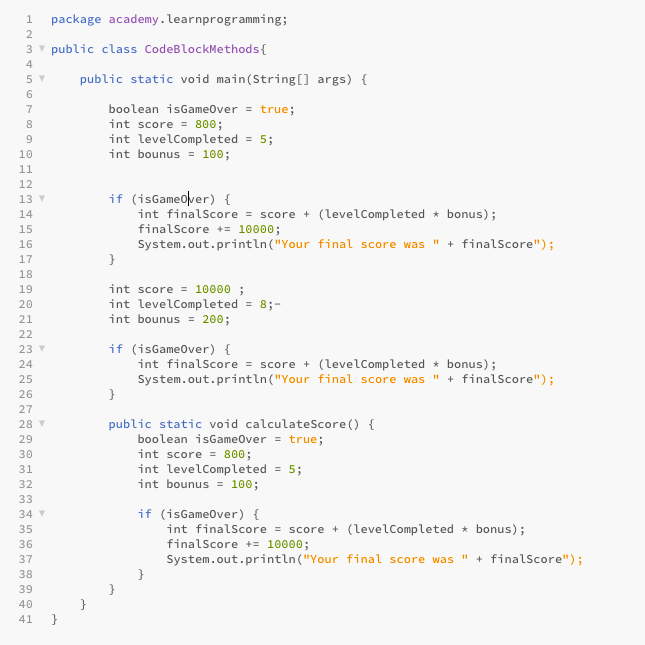 1 package academy.learnprogramming;
2
3 public class CodeBlockMethods{
4
5     public static void main(String[] args) {
6
7         boolean isGameOver = true;
8         int score = 800;
9         int levelCompleted = 5;
10         int bounus = 100;
11
12
13         if (isGameOver) {
14             int finalScore = score + (levelCompleted * bonus);
15             finalScore += 10000;
16             System.out.println("Your final score was " + finalScore");
17         }
18
19         int score = 10000 ;
20         int levelCompleted = 8;-
21         int bounus = 200;
22
23         if (isGameOver) {
24             int finalScore = score + (levelCompleted * bonus);
25             System.out.println("Your final score was " + finalScore");
26         }
27
28         public static void calculateScore() {
29             boolean isGameOver = true;
30             int score = 800;
31             int levelCompleted = 5;
32             int bounus = 100;
33
34             if (isGameOver) {
35                 int finalScore = score + (levelCompleted * bonus);
36                 finalScore += 10000;
37                 System.out.println("Your final score was " + finalScore");
38             }
39         }
40     }
41 }